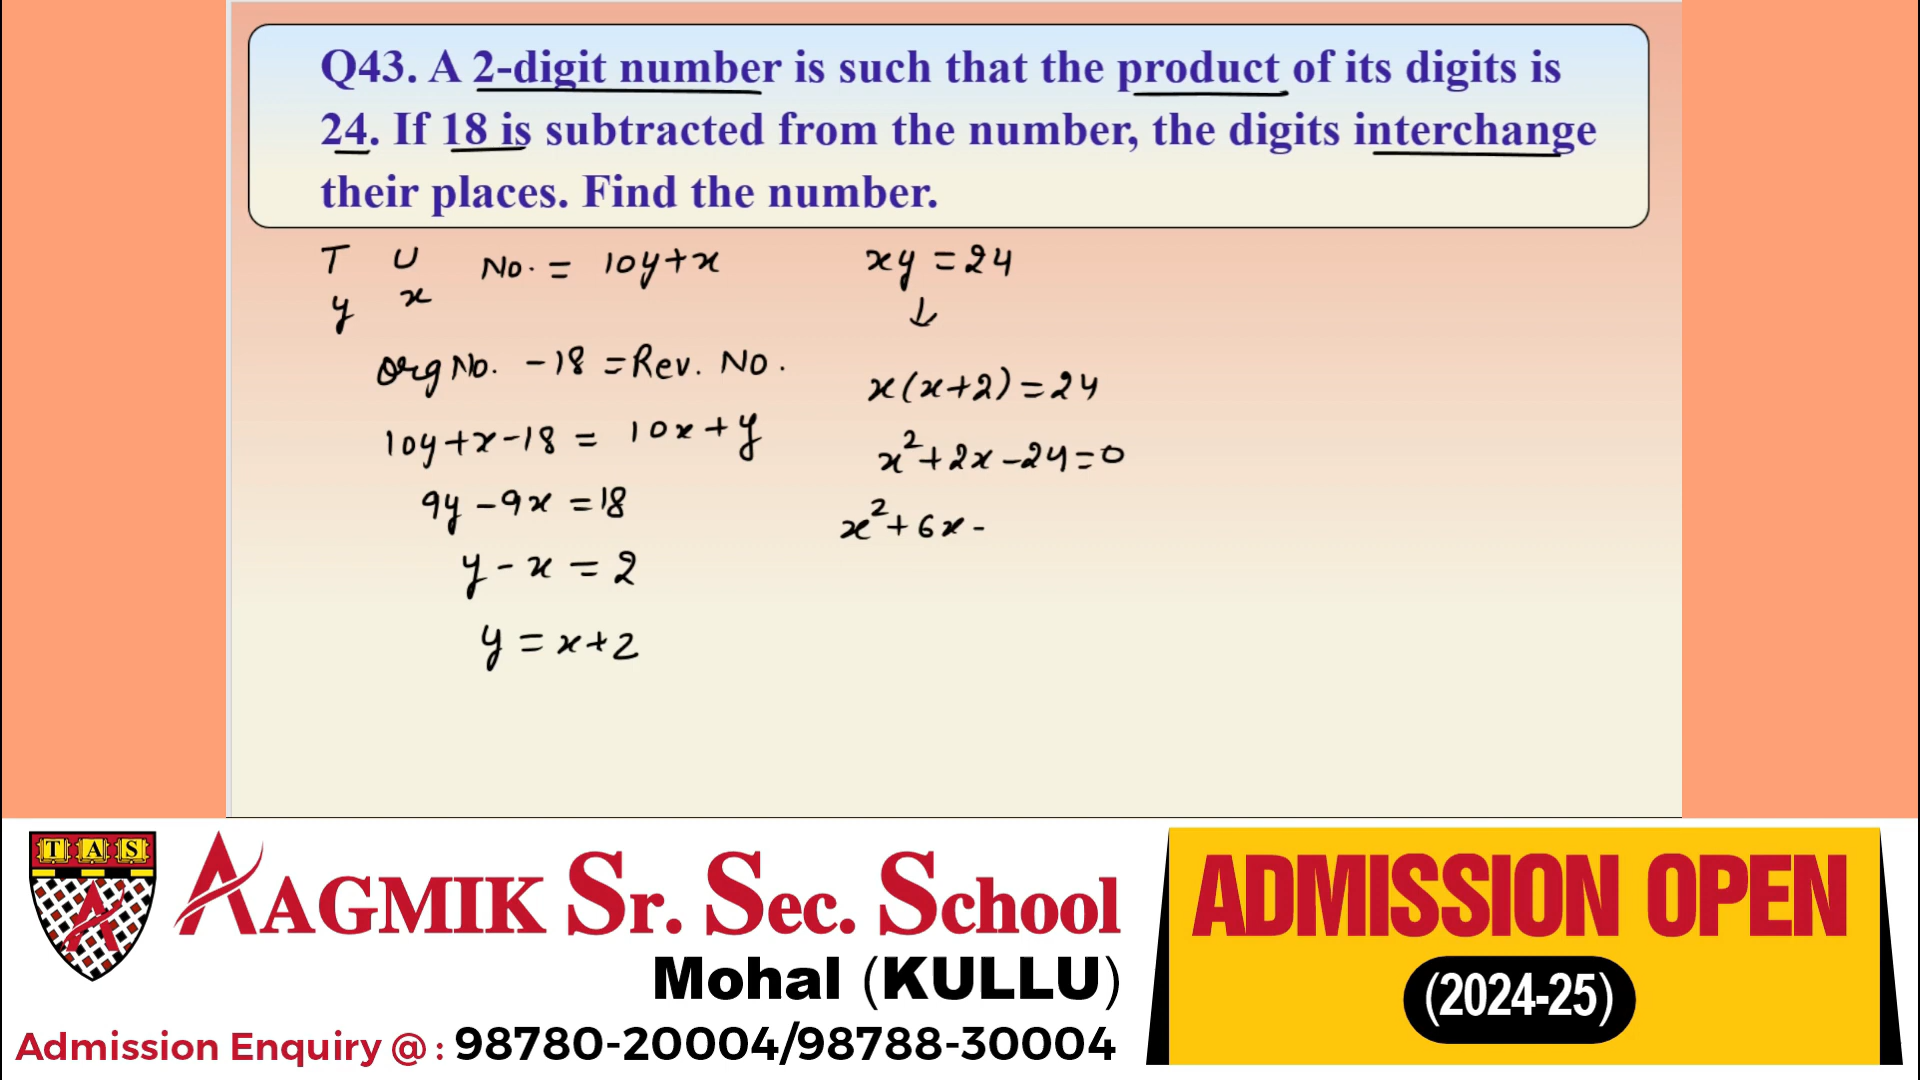 Q43. A 2-digit number is such that the product of its digits is
24. If 18 is subtracted from the number, the digits interchange
their places. Find the number.
T U No. = 10y+x
y x
Org No. -18 = Rev. No.
10y+x-18 = 10x+y
9y-9x = 18
y-x = 2
y = x+2
xy = 24
↓
x(x+2) = 24
x²+2x-24=0
x²+6x-
TAS
AAGMIK Sr. Sec. School
Mohal (KULLU)
Admission Enquiry @ : 98780-20004/98788-30004
ADMISSION OPEN
(2024-25)